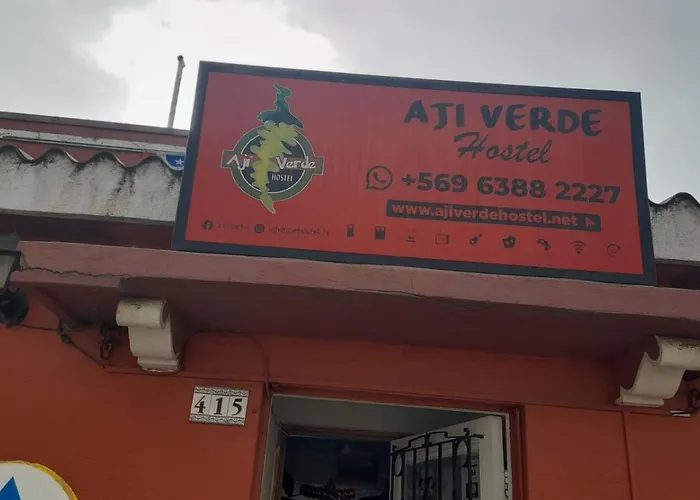 AJI VERDE
Hostel
Aji Verde
HOSTEL
+569 6388 2227
www.ajiverdehostel.net
415